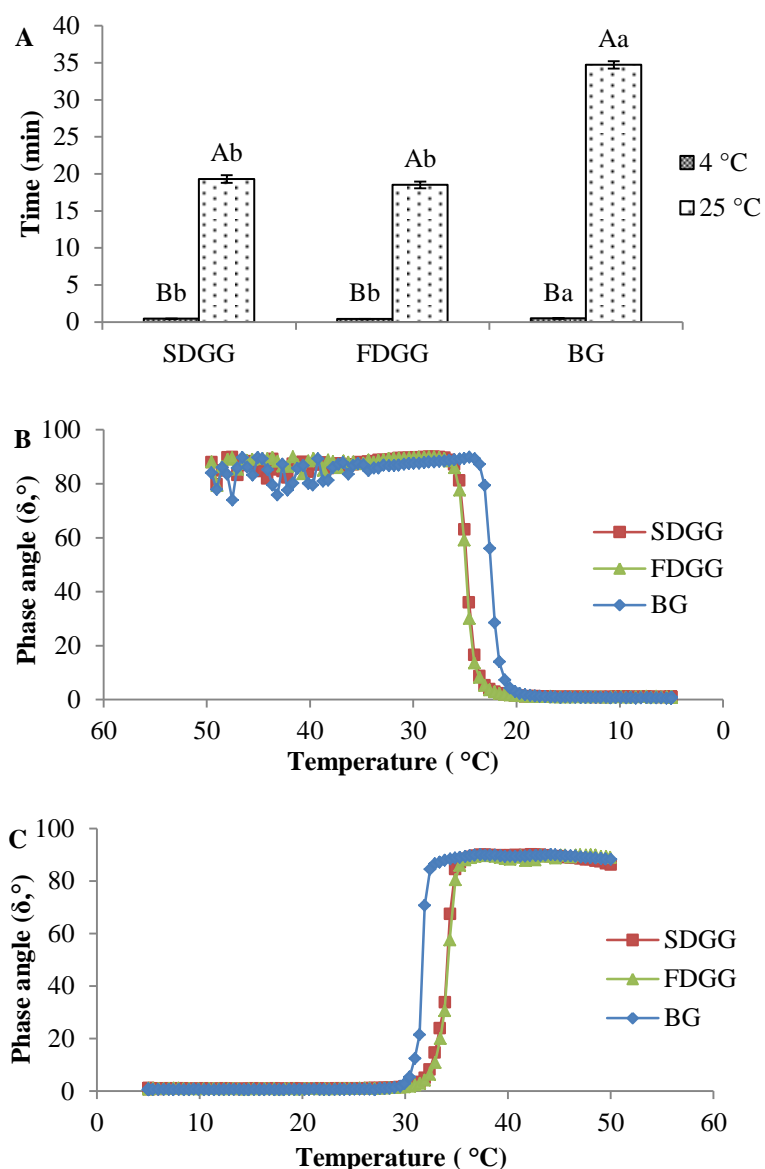 A
40
35
30
25
20
15
10
5
0
Time (min)
Bb
Ab
Bb
Ab
Ba
Aa
SDGG
FDGG
BG
4 °C
25 °C
B
100
80
60
40
20
0
Phase angle (δ,°)
60
50
40
30
20
10
0
Temperature ( °C)
SDGG
FDGG
BG
C
100
80
60
40
20
0
Phase angle (δ,°)
0
10
20
30
40
50
60
Temperature ( °C)
SDGG
FDGG
BG